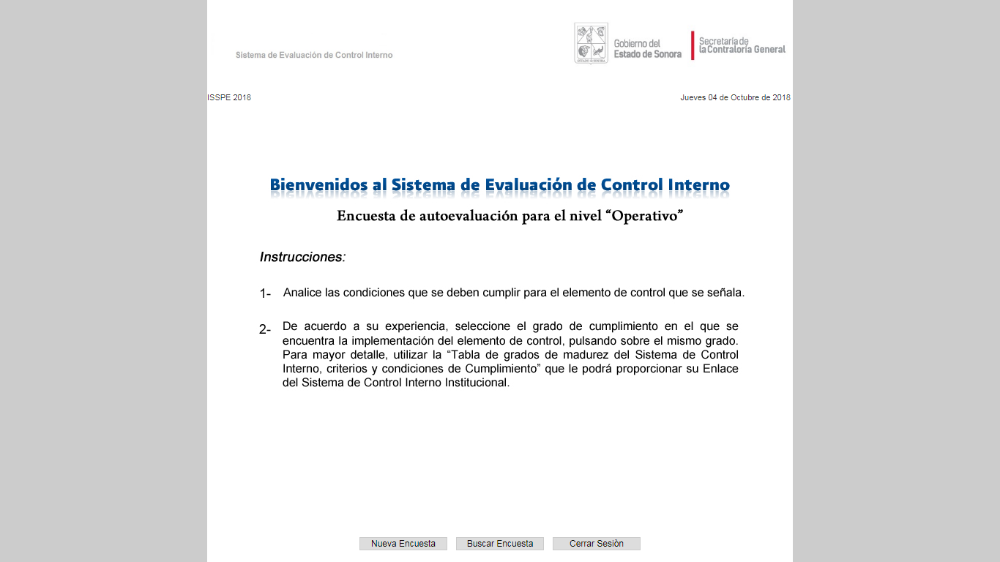 Sistema de Evaluación de Control Interno
ESTADO DE SONORA
Gobierno del
Estado de Sonora
Secretaría de
la Contraloría General
ISSPE 2018
Jueves 04 de Octubre de 2018
Bienvenidos al Sistema de Evaluación de Control Interno
Encuesta de autoevaluación para el nivel “Operativo”
Instrucciones:
1- Analice las condiciones que se deben cumplir para el elemento de control que se señala.
2- De acuerdo a su experiencia, seleccione el grado de cumplimiento en el que se
encuentra la implementación del elemento de control, pulsando sobre el mismo grado.
Para mayor detalle, utilizar la “Tabla de grados de madurez del Sistema de Control
Interno, criterios y condiciones de Cumplimiento” que le podrá proporcionar su Enlace
del Sistema de Control Interno Institucional.
Nueva Encuesta
Buscar Encuesta
Cerrar Sesiòn